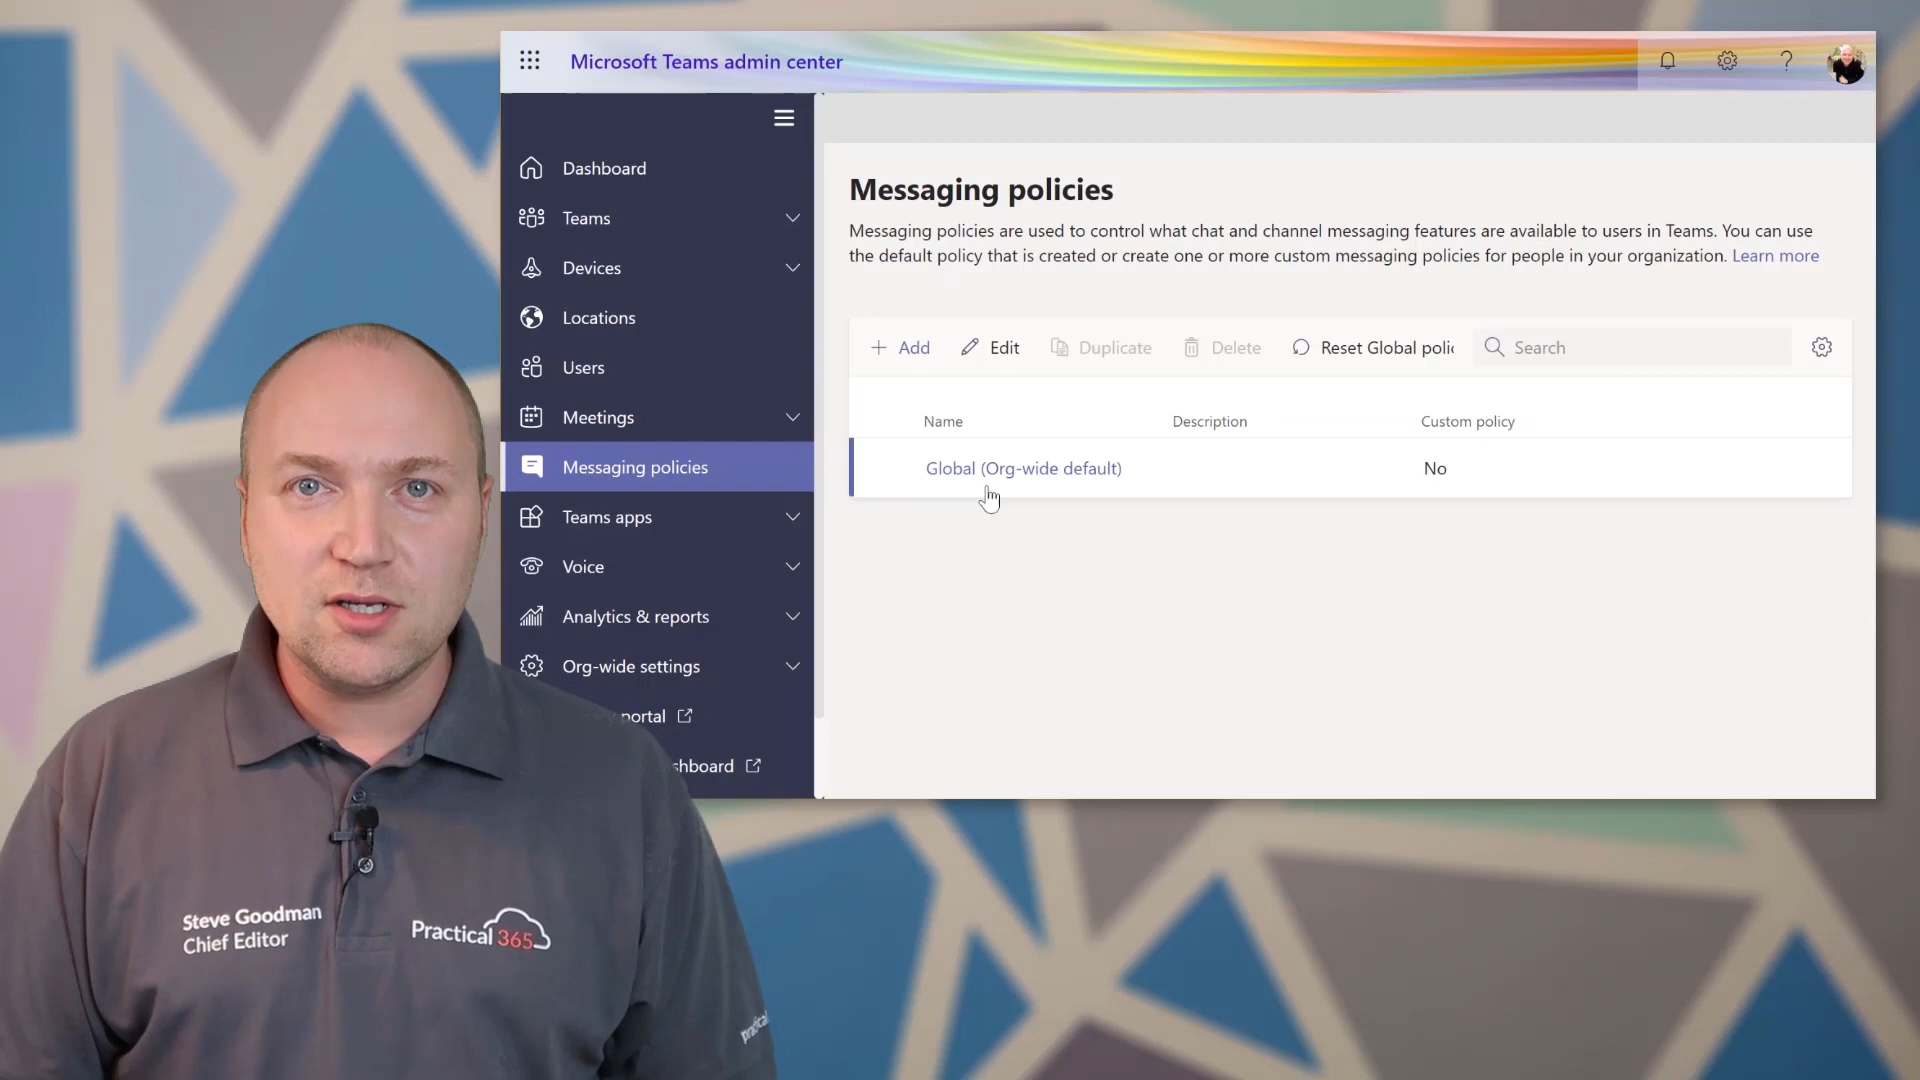 Microsoft Teams admin center
?
Dashboard
Teams
Devices
Locations
Users
Meetings
Messaging policies
Teams apps
Voice
Analytics & reports
Org-wide settings
portal
Messaging policies
Messaging policies are used to control what chat and channel messaging features are available to users in Teams. You can use
the default policy that is created or create one or more custom messaging policies for people in your organization. Learn more
+ Add
Edit
Duplicate
Delete
Reset Global polic
Search
Name
Description
Custom policy
Global (Org-wide default)
No
Steve Goodman
Chief Editor
Practical 365